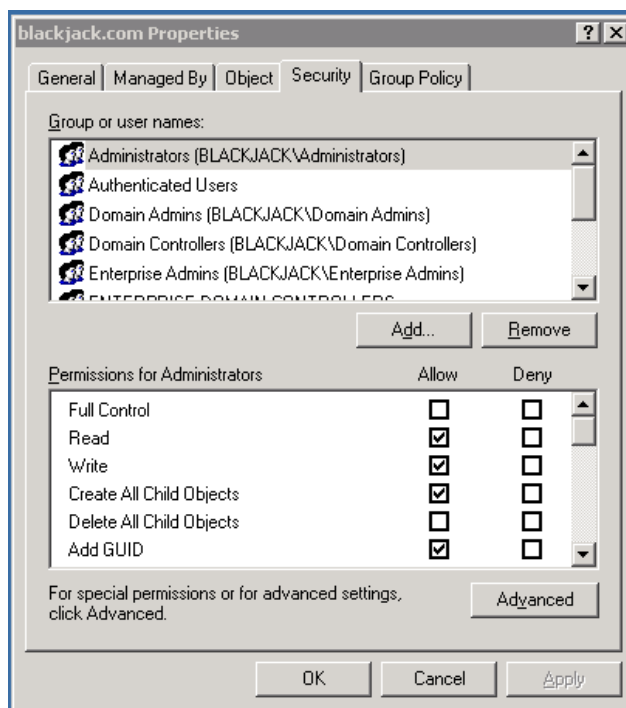 blackjack.com Properties
General Managed By Object Security Group Policy
Group or user names:
Administrators (BLACKJACK\Administrators)
Authenticated Users
Domain Admins (BLACKJACK\Domain Admins)
Domain Controllers (BLACKJACK\Domain Controllers)
Enterprise Admins (BLACKJACK\Enterprise Admins)
ENTERPRISE DOMAIN CONTROLLERS
Add... Remove
Permissions for Administrators Allow Deny
Full Control
Read
Write
Create All Child Objects
Delete All Child Objects
Add GUID
For special permissions or for advanced settings,
click Advanced.
Advanced
OK Cancel Apply